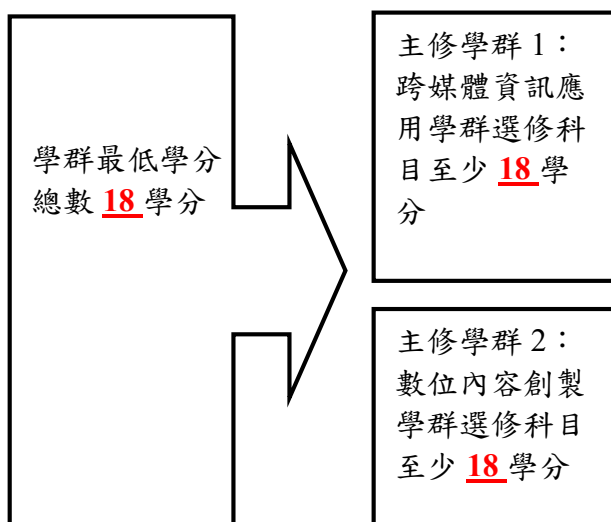 學群最低學分
總數 18 學分
主修學群 1：
跨媒體資訊應
用學群選修科
目至少 18 學
分
主修學群 2：
數位內容創製
學群選修科目
至少 18 學分